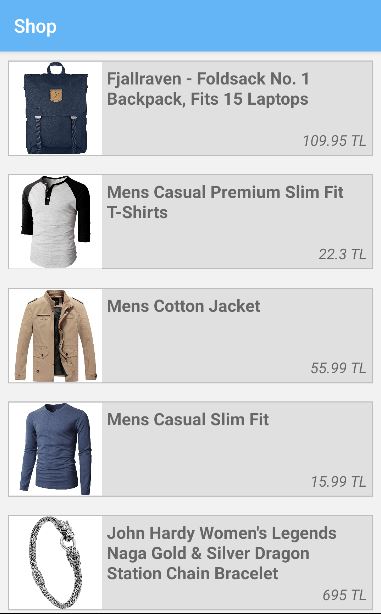 Shop
Fjallraven - Foldsack No. 1
Backpack, Fits 15 Laptops
109.95 TL
Mens Casual Premium Slim Fit
T-Shirts
22.3 TL
Mens Cotton Jacket
55.99 TL
Mens Casual Slim Fit
15.99 TL
John Hardy Women's Legends
Naga Gold & Silver Dragon
Station Chain Bracelet
695 TL